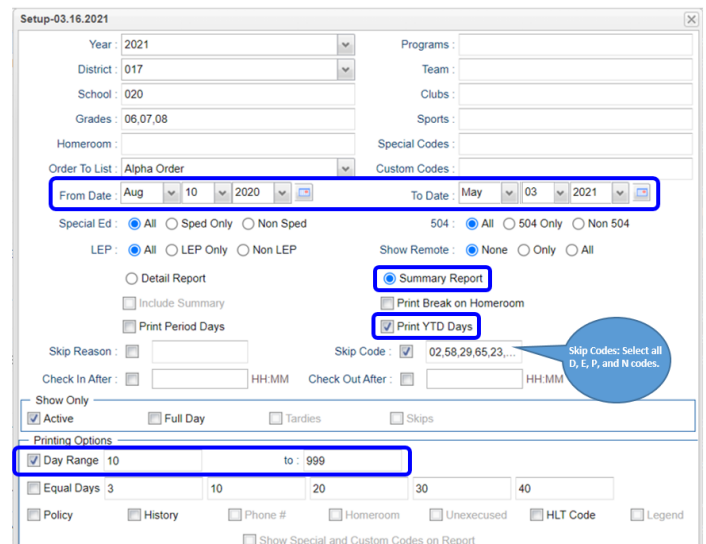 Setup-03.16.2021
Year : 2021 Programs :
District : 017 Team :
School : 020 Clubs :
Grades : 06,07,08 Sports :
Homeroom : Special Codes :
Order To List : Alpha Order Custom Codes :
From Date : Aug 10 2020 To Date : May 03 2021
Special Ed : All Sped Only Non Sped 504 : All 504 Only Non 504
LEP : All LEP Only Non LEP Show Remote : None Only All
Detail Report Summary Report
Include Summary Print Break on Homeroom
Print Period Days Print YTD Days
Skip Reason : Skip Code : 02,58,29,65,23,...
Skip Codes: Select all
D, E, P, and N codes.
Check In After : HH:MM Check Out After : HH:MM
Show Only
Active Full Day Tardies Skips
Printing Options
Day Range 10 to : 999
Equal Days 3 10 20 30 40
Policy History Phone # Homeroom Unexecused HLT Code Legend
Show Special and Custom Codes on Report